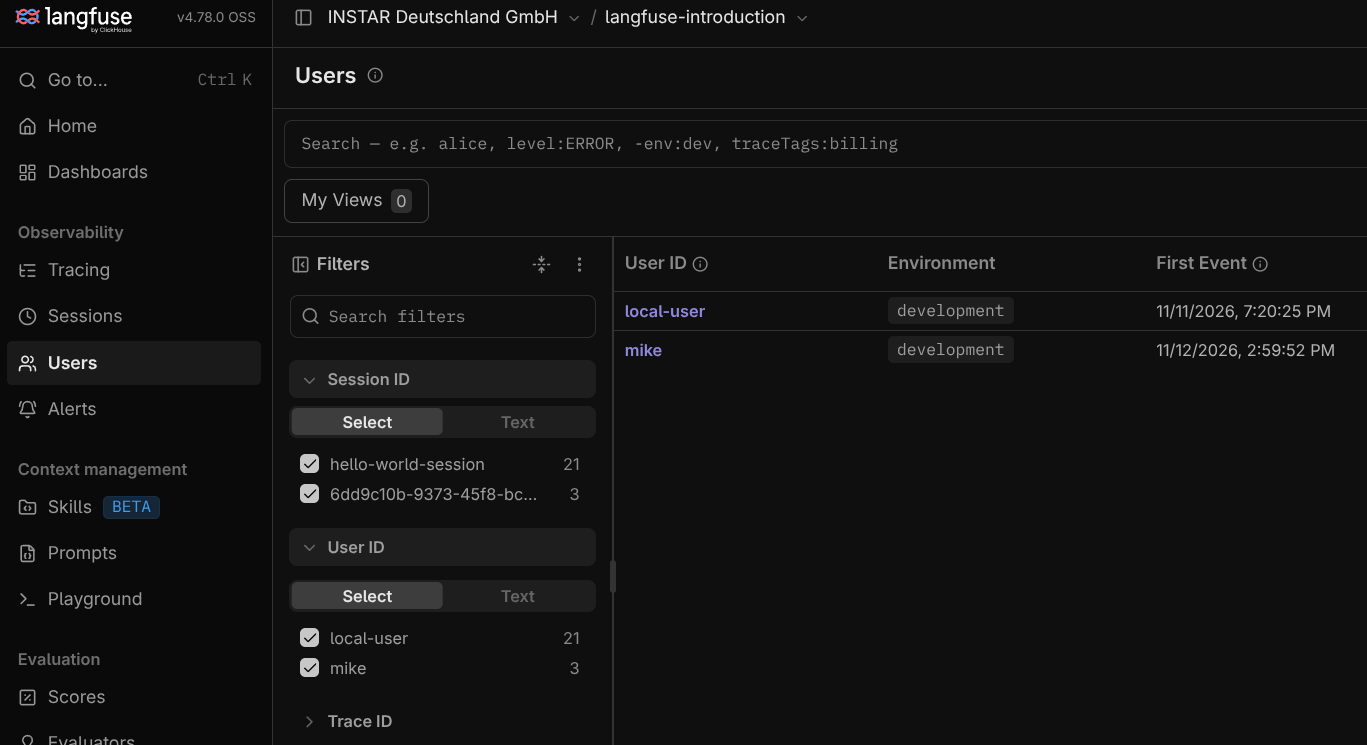 langfuse
by ClickHouse
v4.78.0 OSS
INSTAR Deutschland GmbH / langfuse-introduction
Go to...
Ctrl K
Home
Dashboards
Observability
Tracing
Sessions
Users
Alerts
Context management
Skills BETA
Prompts
Playground
Evaluation
Scores
Evaluators
Users
Search — e.g. alice, level:ERROR, -env:dev, traceTags:billing
My Views 0
Filters
Search filters
Session ID
Select Text
hello-world-session 21
6dd9c10b-9373-45f8-bc... 3
User ID
Select Text
local-user 21
mike 3
Trace ID
User ID Environment First Event
local-user development 11/11/2026, 7:20:25 PM
mike development 11/12/2026, 2:59:52 PM